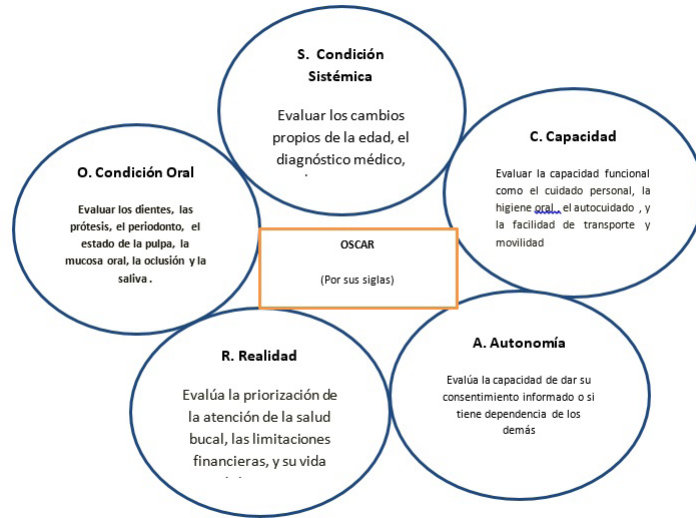 S. Condición
Sistémica
Evaluar los cambios
propios de la edad, el
diagnóstico médico,
O. Condición Oral
Evaluar los dientes, las
prótesis, el periodonto, el
estado de la pulpa, la
mucosa oral, la oclusión y la
saliva .
C. Capacidad
Evaluar la capacidad funcional
como el cuidado personal, la
higiene oral , el autocuidado , y
la facilidad de transporte y
movilidad
OSCAR
(Por sus siglas)
R. Realidad
Evalúa la priorización de
la atención de la salud
bucal, las limitaciones
financieras, y su vida
A. Autonomía
Evalúa la capacidad de dar su
consentimiento informado o si
tiene dependencia de los
demás